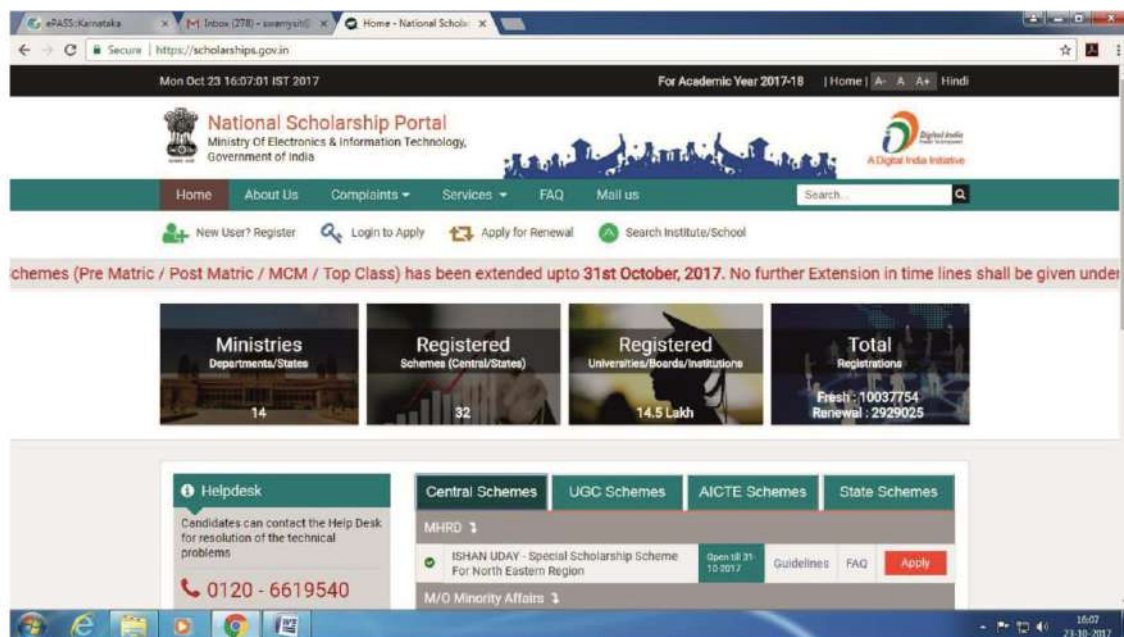 ePASS:Karnataka
Inbox (278) - swamysit@
Home - National Schola
Secure
https://scholarships.gov.in
Mon Oct 23 16:07:01 IST 2017
For Academic Year 2017-18 | Home | A- A A+ Hindi
National Scholarship Portal
Ministry Of Electronics & Information Technology,
Government of India
Digital India
A Digital India Initiative
Home About Us Complaints Services FAQ Mail us
Search...
New User? Register Login to Apply Apply for Renewal Search Institute/School
chemes (Pre Matric / Post Matric / MCM / Top Class) has been extended upto 31st October, 2017. No further Extension in time lines shall be given under
Ministries
Departments/States
14
Registered
Schemes (Central/States)
32
Registered
Universities/Boards/Institutions
14.5 Lakh
Total
Registrations
Fresh : 10037754
Renewal : 2929025
Helpdesk
Candidates can contact the Help Desk
for resolution of the technical
problems
0120 - 6619540
Central Schemes UGC Schemes AICTE Schemes State Schemes
MHRD
ISHAN UDAY - Special Scholarship Scheme
For North Eastern Region
Open till 31-
10-2017
Guidelines FAQ Apply
M/O Minority Affairs
16:07
23-10-2017